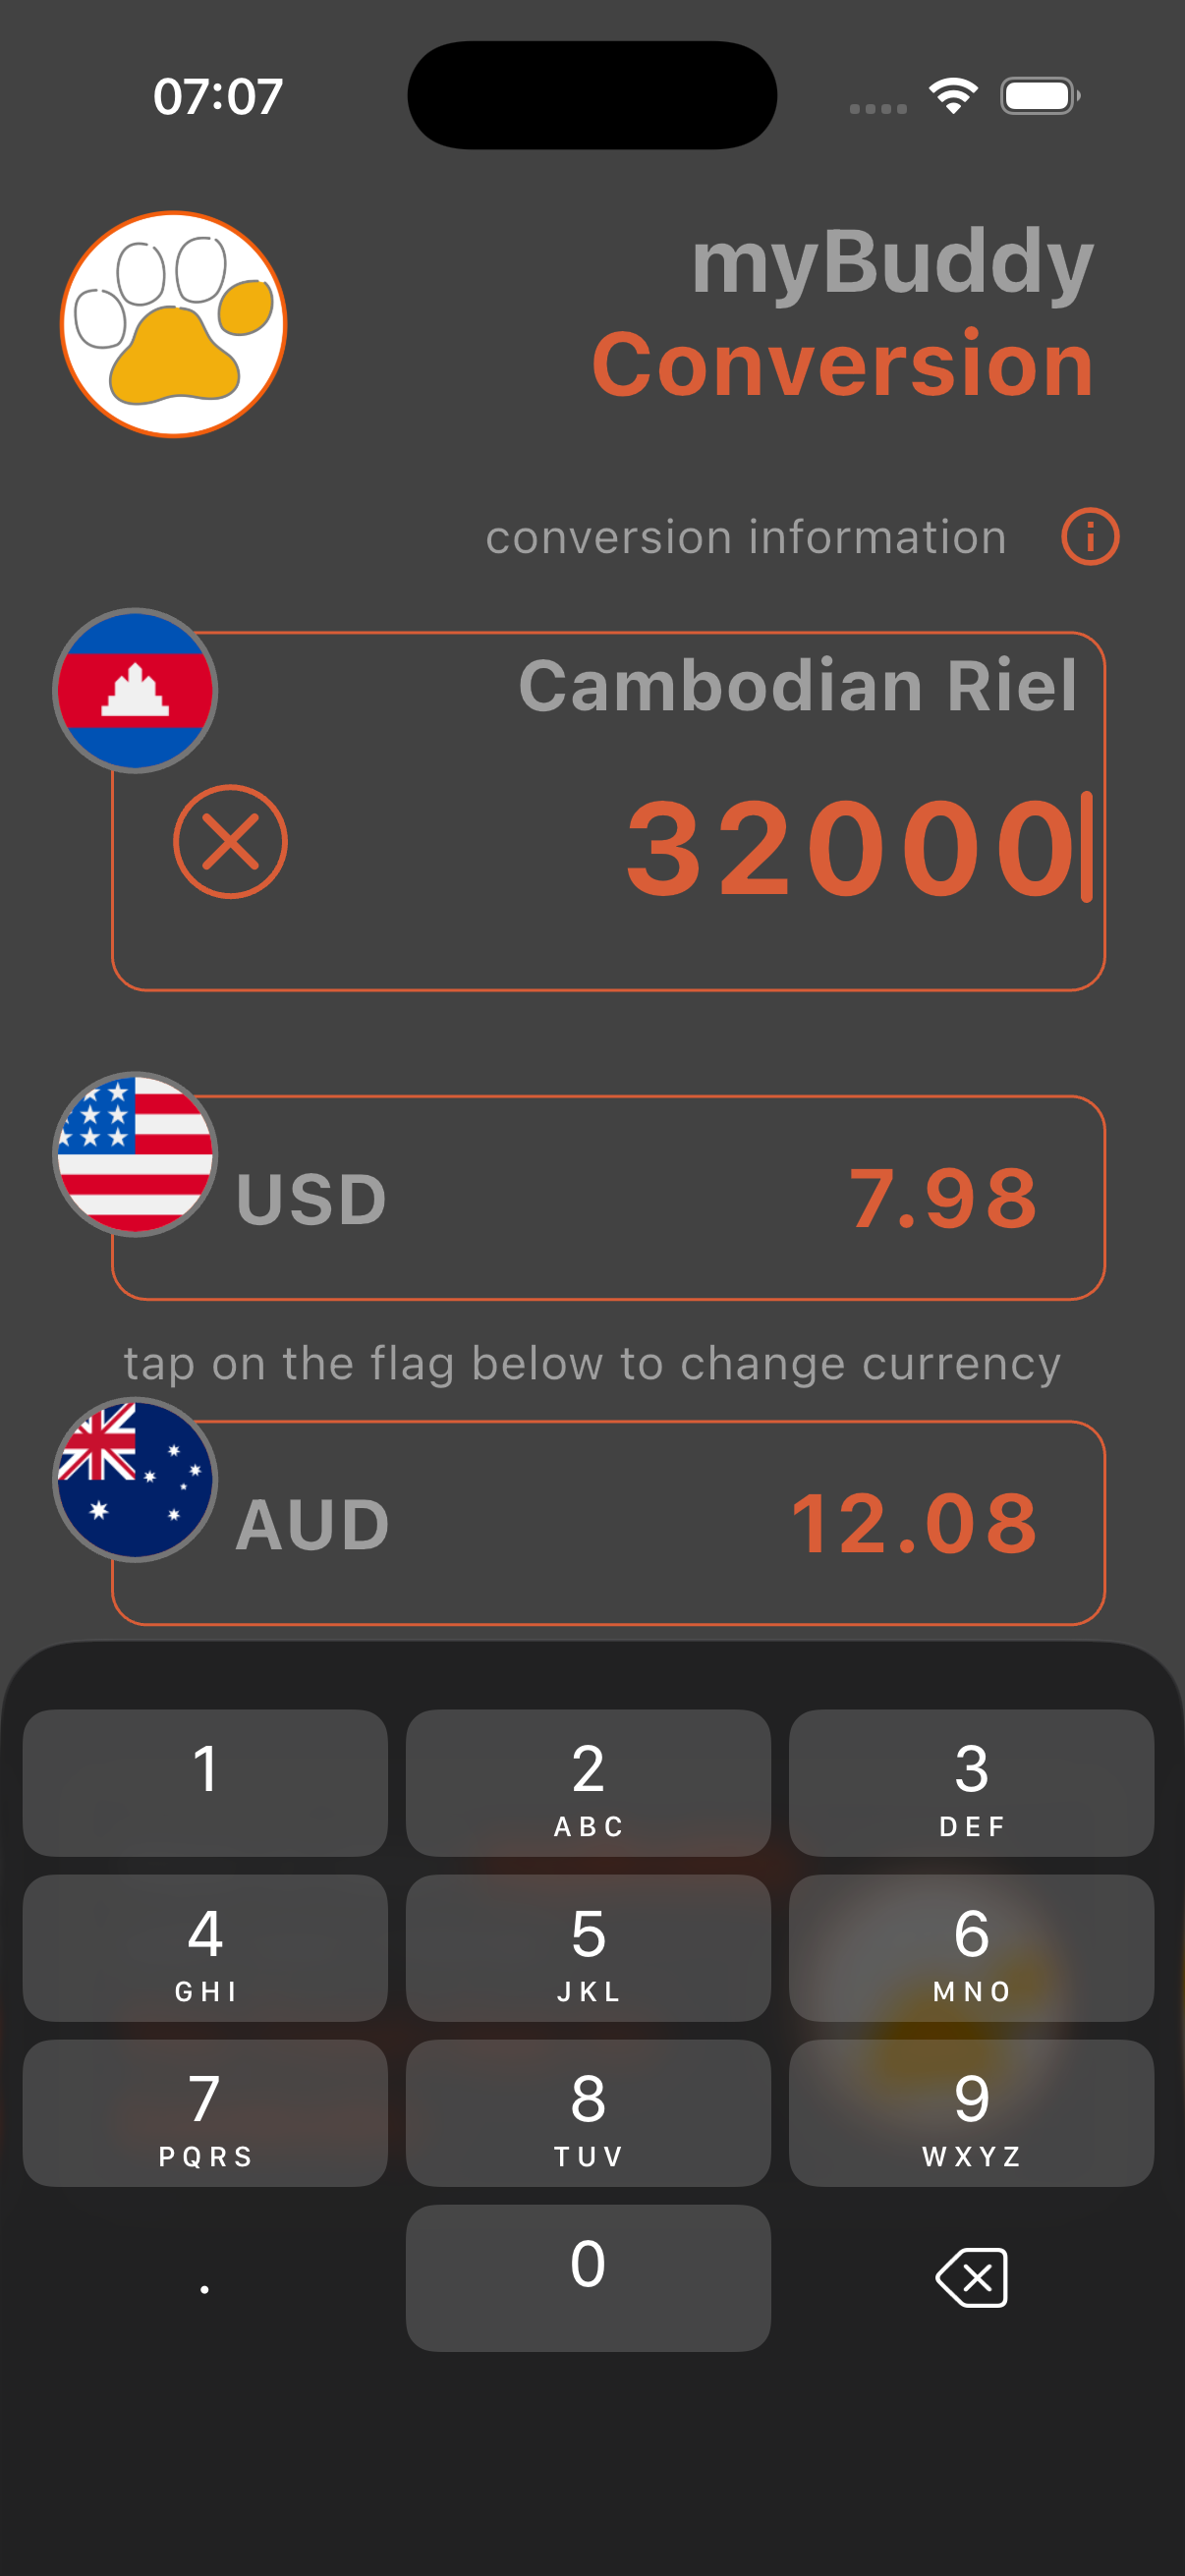 07:07
myBuddy
Conversion
conversion information
Cambodian Riel
32000
USD
7.98
tap on the flag below to change currency
AUD
12.08
1
2
ABC
3
DEF
4
GHI
5
JKL
6
MNO
7
PQRS
8
TUV
9
WXYZ
.
0